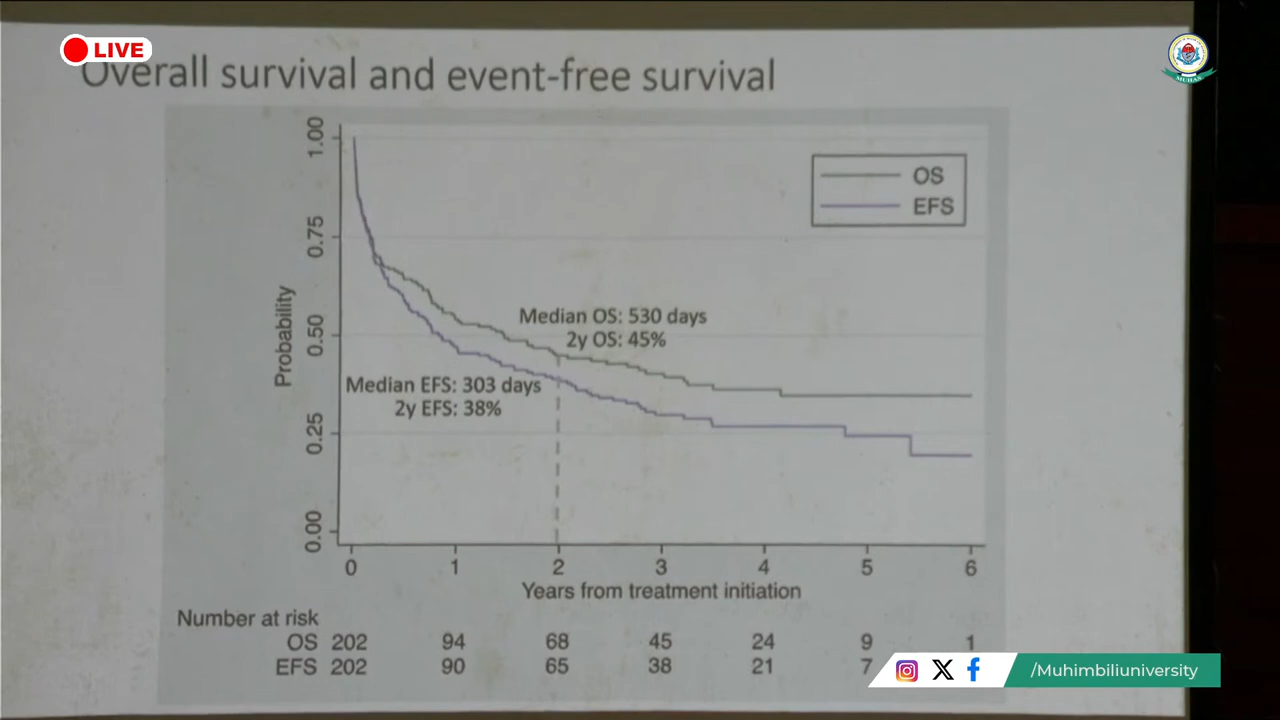 LIVE
Overall survival and event-free survival
MUHAS
1.00
0.75
0.50
0.25
0.00
Probability
OS
EFS
Median OS: 530 days
2y OS: 45%
Median EFS: 303 days
2y EFS: 38%
0 1 2 3 4 5 6
Years from treatment initiation
Number at risk
OS 202 94 68 45 24 9 1
EFS 202 90 65 38 21 7
/Muhimbiliuniversity